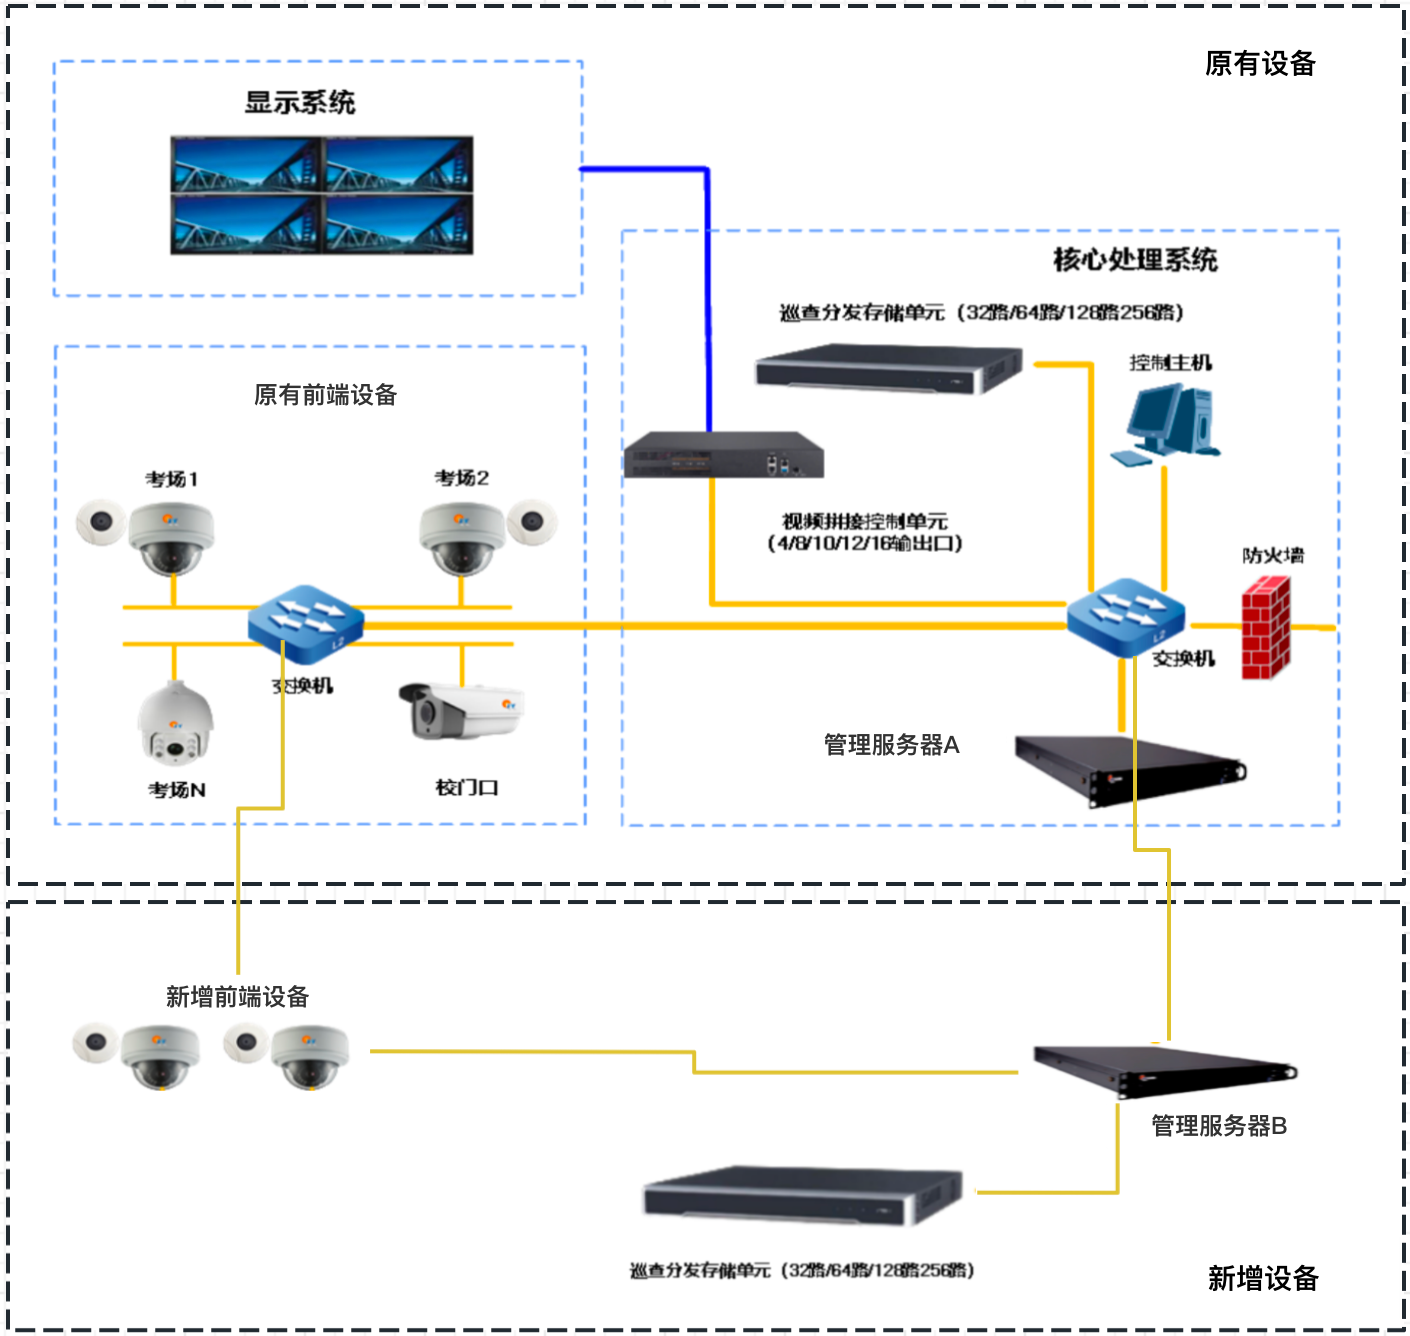 原有设备
显示系统
核心处理系统
巡查分发存储单元（32路/64路/128路256路）
控制主机
原有前端设备
考场1
考场2
视频拼接控制单元
（4/8/10/12/16输出口）
防火墙
L2
交换机
L2
交换机
管理服务器A
考场N
校门口
新增前端设备
管理服务器B
巡查分发存储单元（32路/64路/128路256路）
新增设备